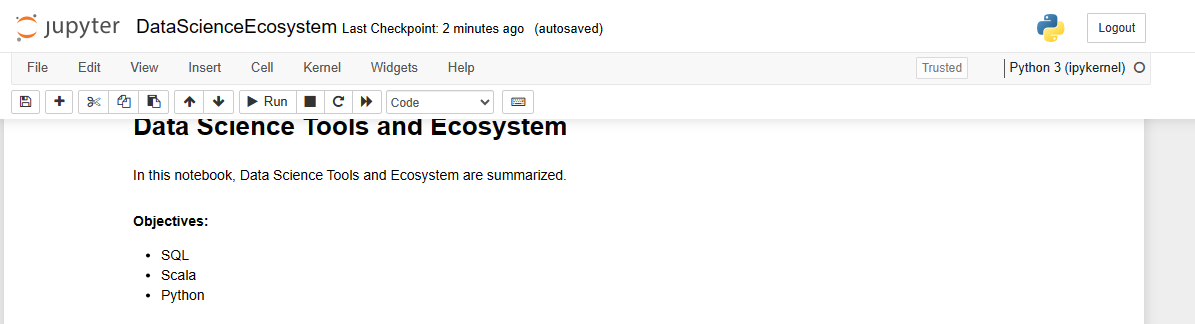 jupyter DataScienceEcosystem Last Checkpoint: 2 minutes ago (autosaved) Logout
File Edit View Insert Cell Kernel Widgets Help Trusted Python 3 (ipykernel)
Run Code
Data Science Tools and Ecosystem
In this notebook, Data Science Tools and Ecosystem are summarized.
Objectives:
• SQL
• Scala
• Python